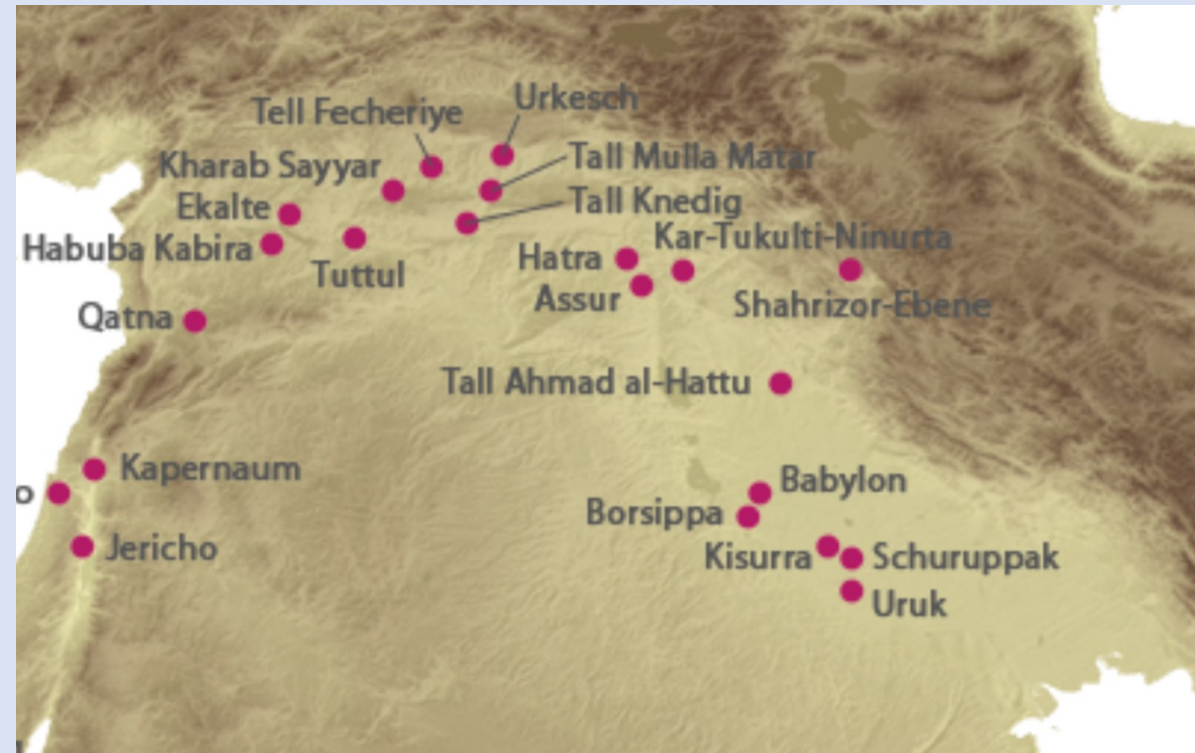 Urkesch
Tell Fecheriye
Tall Mulla Matar
Kharab Sayyar
Tall Knedig
Ekalte
Kar-Tukulti-Ninurta
Habuba Kabira
Hatra
Tuttul
Assur
Shahrizor-Ebene
Qatna
Tall Ahmad al-Hattu
Kapernaum
Babylon
o
Borsippa
Jericho
Kisurra
Schuruppak
Uruk